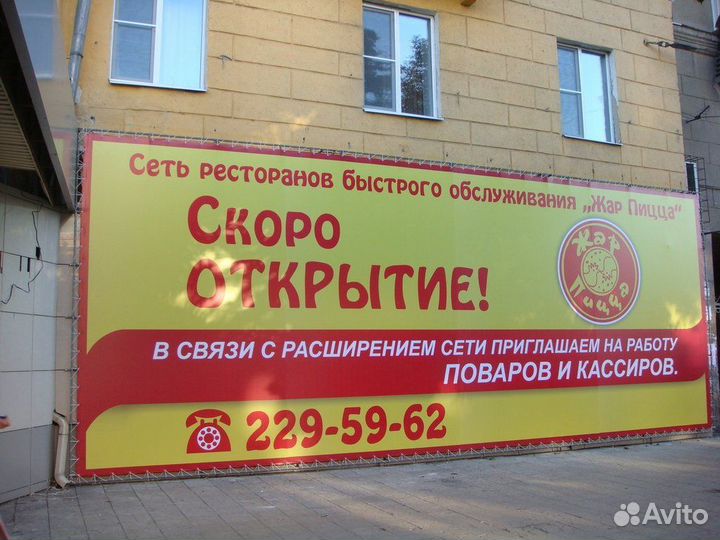 Сеть ресторанов быстрого обслуживания „Жар Пицца“
Скоро
открытие!
Жар
Пицца
В СВЯЗИ С РАСШИРЕНИЕМ СЕТИ ПРИГЛАШАЕМ НА РАБОТУ
ПОВАРОВ И КАССИРОВ.
229-59-62
Avito